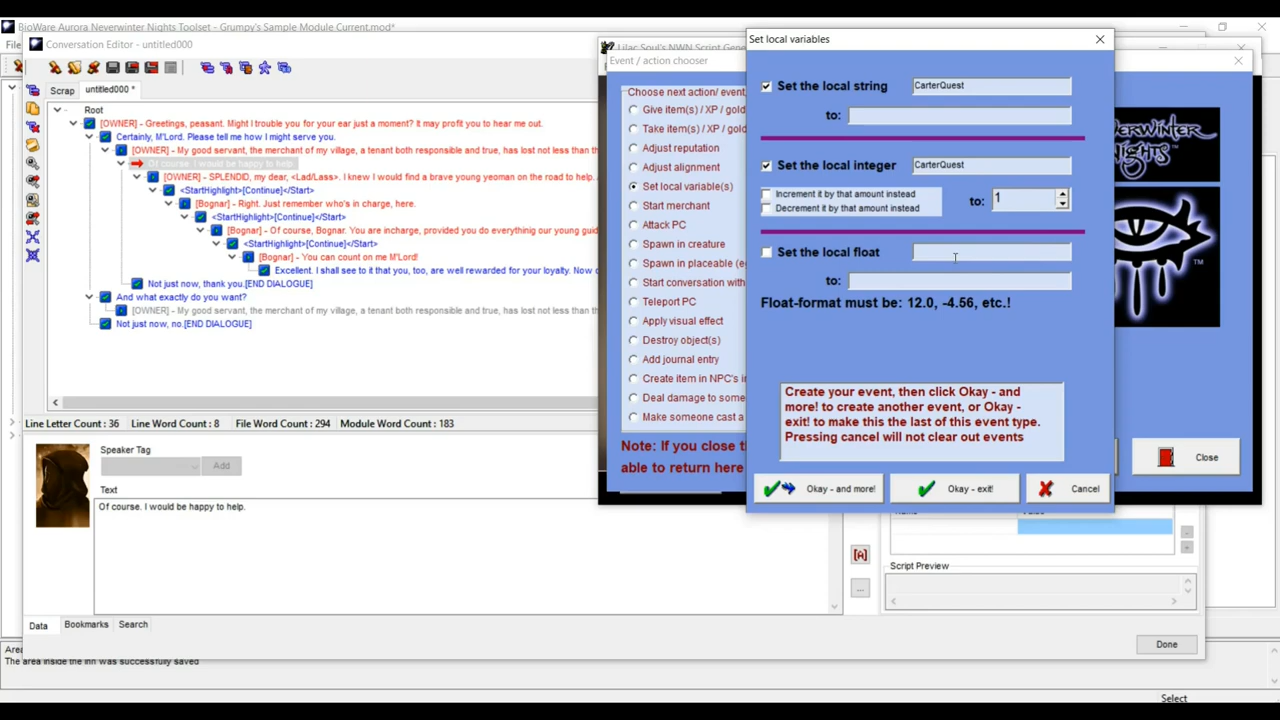 BioWare Aurora Neverwinter Nights Toolset - Grumpy's Sample Module Current.mod*
File
Conversation Editor - untitled000
Scrap
untitled000 *
Root
[OWNER] - Greetings, peasant. Might I trouble you for your ear just a moment? It may profit you to hear me out.
Certainly, M'Lord. Please tell me how I might serve you.
[OWNER] - My good servant, the merchant of my village, a tenant both responsible and true, has lost not less than th
Of course. I would be happy to help.
[OWNER] - SPLENDID, my dear, <Lad/Lass>. I knew I would find a brave young yeoman on the road to help.
<StartHighlight>[Continue]</Start>
[Bognar] - Right. Just remember who's in charge, here.
<StartHighlight>[Continue]</Start>
[Bognar] - Of course, Bognar. You are incharge, provided you do everythinig our young guid
<StartHighlight>[Continue]</Start>
[Bognar] - You can count on me M'Lord!
Excellent. I shall see to it that you, too, are well rewarded for your loyalty. Now
Not just now, thank you.[END DIALOGUE]
And what exactly do you want?
[OWNER] - My good servant, the merchant of my village, a tenant both responsible and true, has lost not less than the
Not just now, no.[END DIALOGUE]
Line Letter Count : 36
Line Word Count : 8
File Word Count : 294
Module Word Count : 183
Speaker Tag
Add
Text
Of course. I would be happy to help.
[A]
...
Data
Bookmarks
Search
Script Preview
Done
The area inside the inn was successfully saved
Select
Lilac Soul's NWN Script Gene
Event / action chooser
Choose next action/ event
Give item(s) / XP / gold
Take item(s) / XP / gold
Adjust reputation
Adjust alignment
Set local variable(s)
Start merchant
Attack PC
Spawn in creature
Spawn in placeable (eg
Start conversation with
Teleport PC
Apply visual effect
Destroy object(s)
Add journal entry
Create item in NPC's in
Deal damage to some
Make someone cast a
Note: If you close th
able to return here
Close
Set local variables
Set the local string
CarterQuest
to:
Set the local integer
CarterQuest
Increment it by that amount instead
Decrement it by that amount instead
to:
1
Set the local float
to:
Float-format must be: 12.0, -4.56, etc.!
Create your event, then click Okay - and
more! to create another event, or Okay -
exit! to make this the last of this event type.
Pressing cancel will not clear out events
Okay - and more!
Okay - exit!
Cancel
NIGHTS
TM